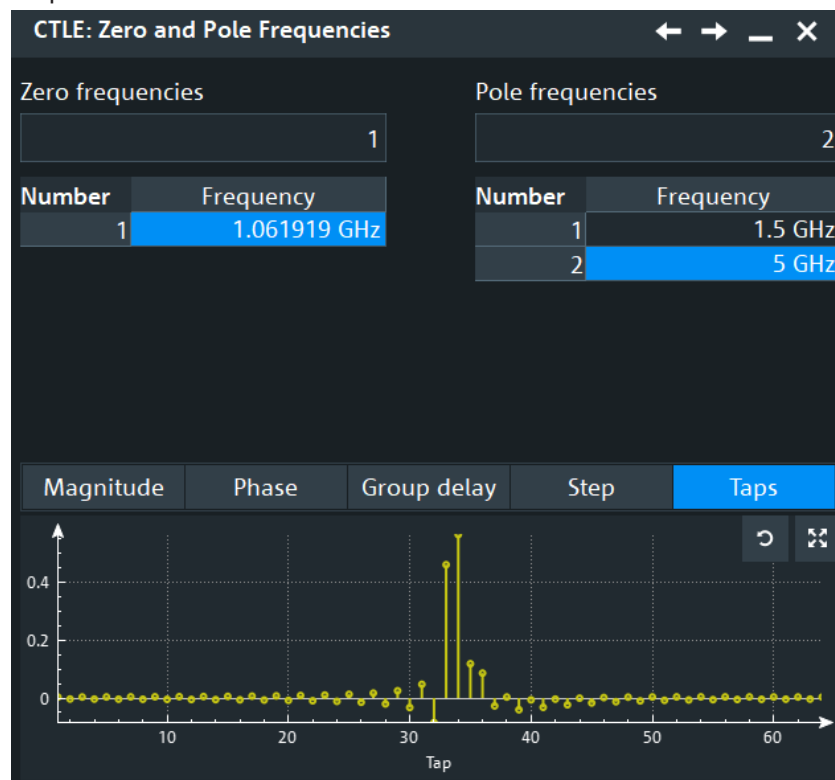 CTLE: Zero and Pole Frequencies
Zero frequencies
Pole frequencies
1
2
Number Frequency
1 1.061919 GHz
Number Frequency
1 1.5 GHz
2 5 GHz
Magnitude Phase Group delay Step Taps
0.4
0.2
0
10 20 30 40 50 60
Tap